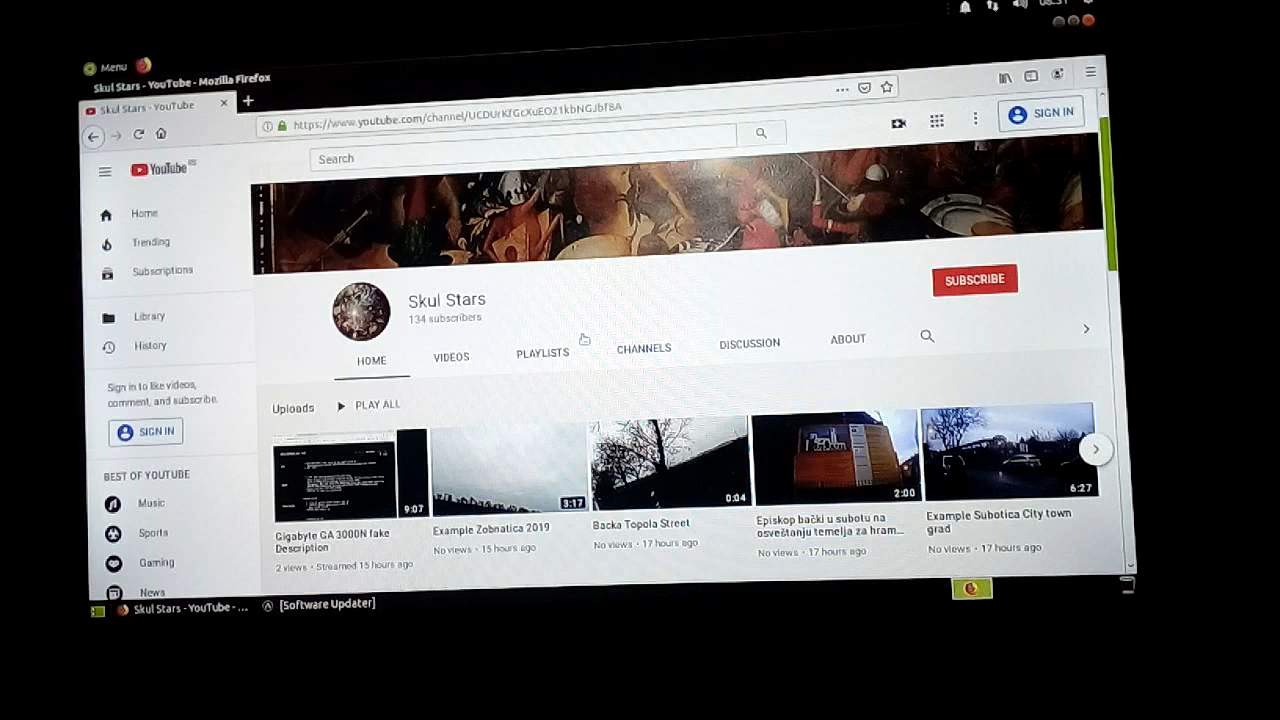 Menu
Skul Stars - YouTube - Mozilla Firefox
Skul Stars - YouTube
SIGN IN
YouTube RS
Search
Home
Trending
Subscriptions
Library
History
Sign in to like videos,
comment, and subscribe.
SIGN IN
BEST OF YOUTUBE
Music
Sports
Gaming
News
Skul Stars
134 subscribers
SUBSCRIBE
HOME VIDEOS PLAYLISTS CHANNELS DISCUSSION ABOUT
Uploads PLAY ALL
9:07
Gigabyte GA 3000N fake
Description
2 views • Streamed 15 hours ago
3:17
Example Zobnatica 2019
No views • 15 hours ago
0:04
Backa Topola Street
No views • 17 hours ago
2:00
Episkop bački u subotu na
osveštanju temelja za hram...
No views • 17 hours ago
6:27
Example Subotica City town
grad
No views • 17 hours ago
Skul Stars - YouTube - ...
[Software Updater]